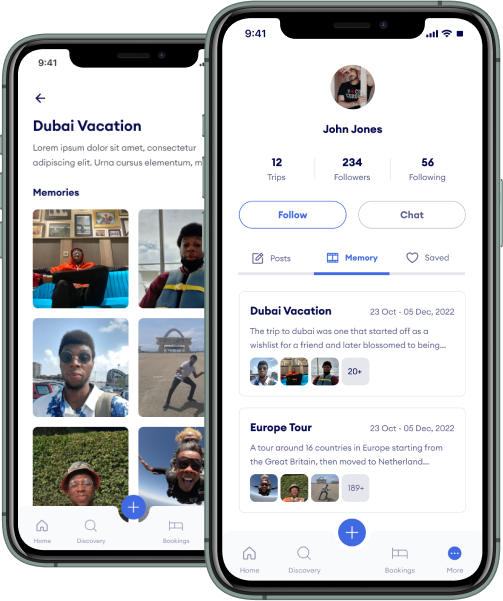 9:41
Dubai Vacation
Lorem ipsum dolor sit amet, consectetur
adipiscing elit. Urna cursus elementum, m
Memories
Home
Discovery
Bookings
9:41
John Jones
12
Trips
234
Followers
56
Following
Follow
Chat
Posts
Memory
Saved
Dubai Vacation
23 Oct - 05 Dec, 2022
The trip to dubai was one that started off as a
wishlist for a friend and later blossomed to being...
20+
Europe Tour
23 Oct - 05 Dec, 2022
A tour around 16 countries in Europe starting from
the Great Britain, then moved to Netherland...
189+
Home
Discovery
Bookings
More